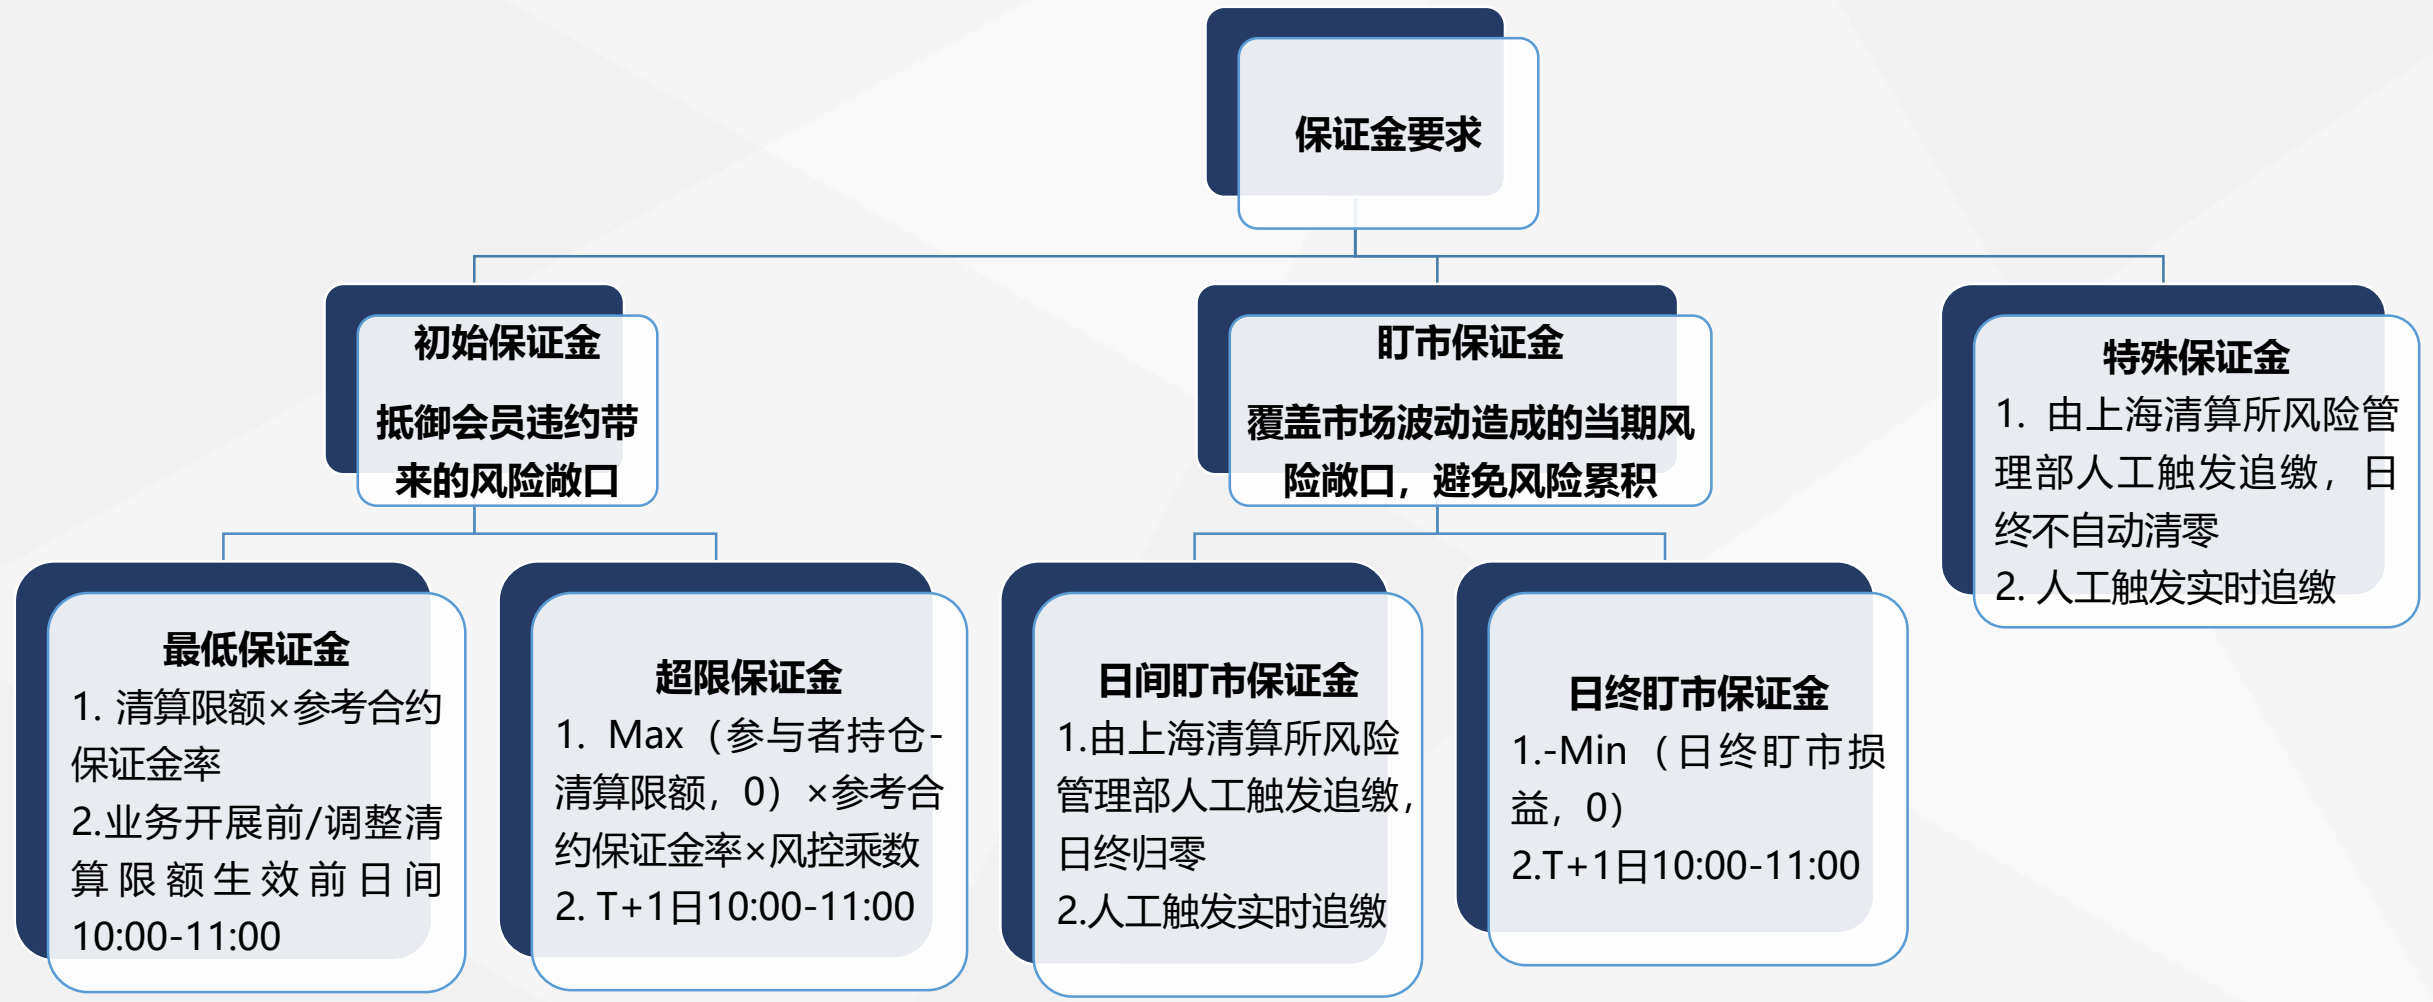 保证金要求
初始保证金
抵御会员违约带
来的风险敞口
盯市保证金
覆盖市场波动造成的当期风
险敞口，避免风险累积
特殊保证金
1. 由上海清算所风险管
理部人工触发追缴，日
终不自动清零
2. 人工触发实时追缴
最低保证金
1. 清算限额×参考合约
保证金率
2.业务开展前/调整清
算限额生效前日间
10:00-11:00
超限保证金
1. Max（参与者持仓-
清算限额，0）×参考合
约保证金率×风控乘数
2. T+1日10:00-11:00
日间盯市保证金
1.由上海清算所风险
管理部人工触发追缴，
日终归零
2.人工触发实时追缴
日终盯市保证金
1.-Min（日终盯市损
益，0）
2.T+1日10:00-11:00